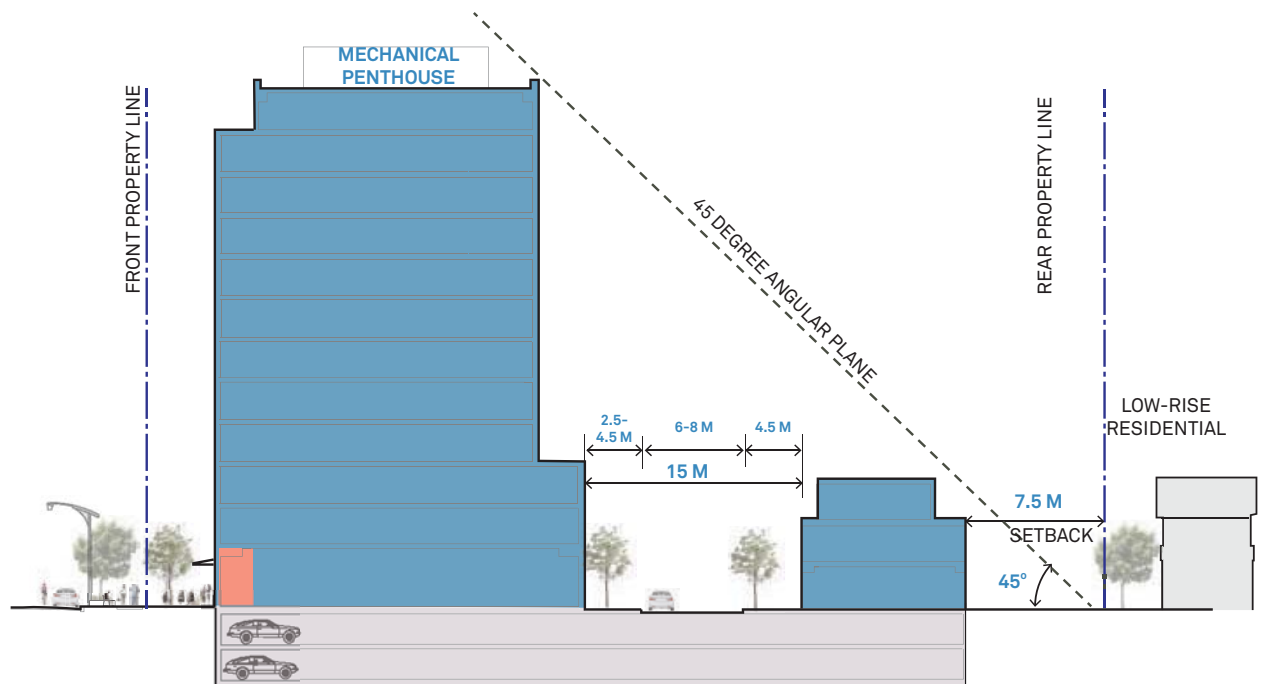 MECHANICAL
PENTHOUSE
FRONT PROPERTY LINE
45 DEGREE ANGULAR PLANE
REAR PROPERTY LINE
LOW-RISE
RESIDENTIAL
2.5-
4.5 M
6-8 M
4.5 M
15 M
7.5 M
SETBACK
45°